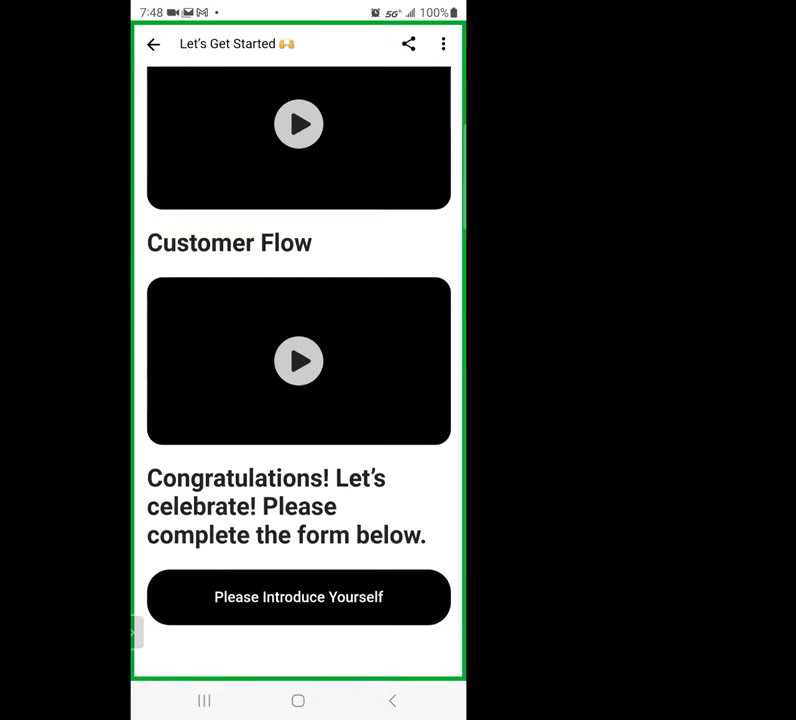 7:48 5G+ 100%
Let's Get Started 🙌
Customer Flow
Congratulations! Let's
celebrate! Please
complete the form below.
Please Introduce Yourself